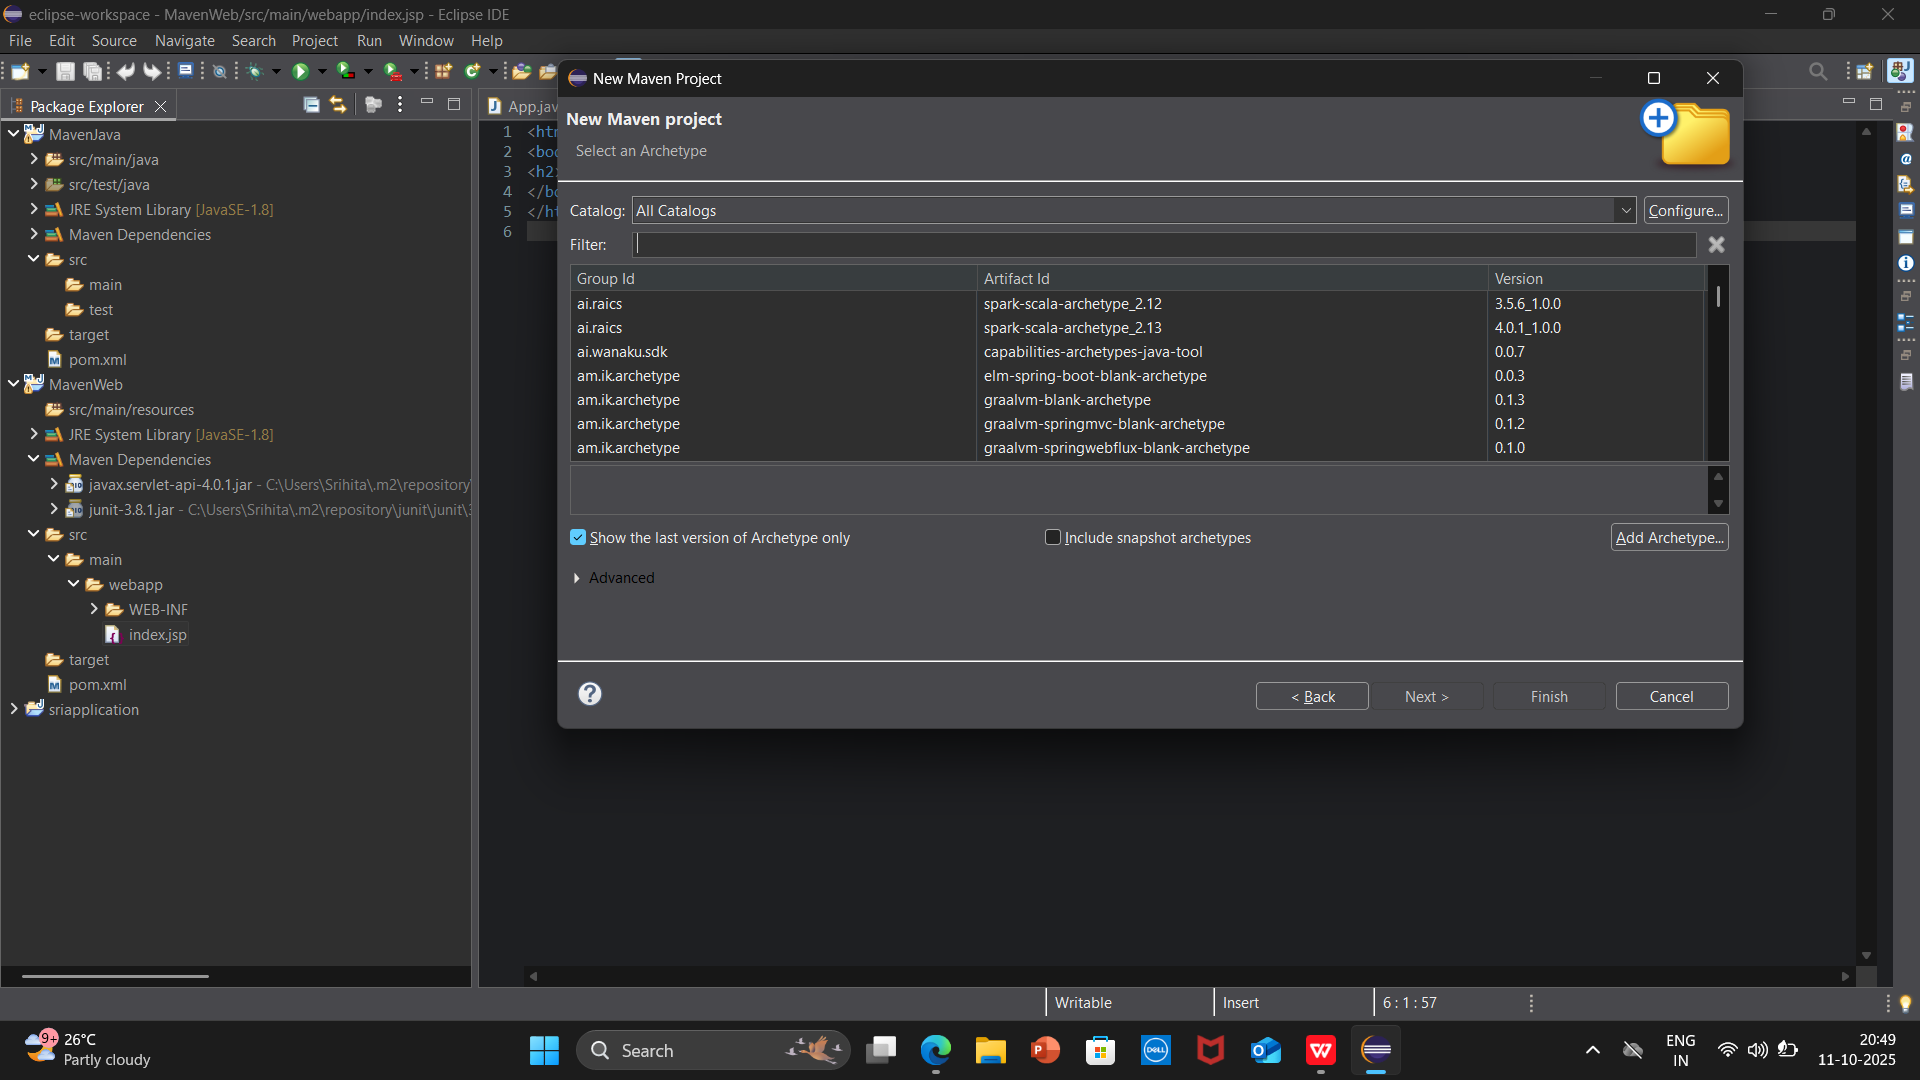 eclipse-workspace - MavenWeb/src/main/webapp/index.jsp - Eclipse IDE
File Edit Source Navigate Search Project Run Window Help
Package Explorer
MavenJava
src/main/java
src/test/java
JRE System Library [JavaSE-1.8]
Maven Dependencies
src
main
test
target
pom.xml
MavenWeb
src/main/resources
JRE System Library [JavaSE-1.8]
Maven Dependencies
javax.servlet-api-4.0.1.jar - C:\Users\Srihita\.m2\repository
junit-3.8.1.jar - C:\Users\Srihita\.m2\repository\junit\junit\
src
main
webapp
WEB-INF
index.jsp
target
pom.xml
sriapplication
App.jav
1 <htm
2 <boo
3 <h2
4 </bo
5 </ht
6
New Maven Project
New Maven project
Select an Archetype
Catalog: All Catalogs Configure...
Filter:
Group Id Artifact Id Version
ai.raics spark-scala-archetype_2.12 3.5.6_1.0.0
ai.raics spark-scala-archetype_2.13 4.0.1_1.0.0
ai.wanaku.sdk capabilities-archetypes-java-tool 0.0.7
am.ik.archetype elm-spring-boot-blank-archetype 0.0.3
am.ik.archetype graalvm-blank-archetype 0.1.3
am.ik.archetype graalvm-springmvc-blank-archetype 0.1.2
am.ik.archetype graalvm-springwebflux-blank-archetype 0.1.0
Show the last version of Archetype only Include snapshot archetypes Add Archetype...
Advanced
< Back Next > Finish Cancel
Writable Insert 6 : 1 : 57
9+ 26°C
Partly cloudy
Search
DELL
ENG
IN
20:49
11-10-2025